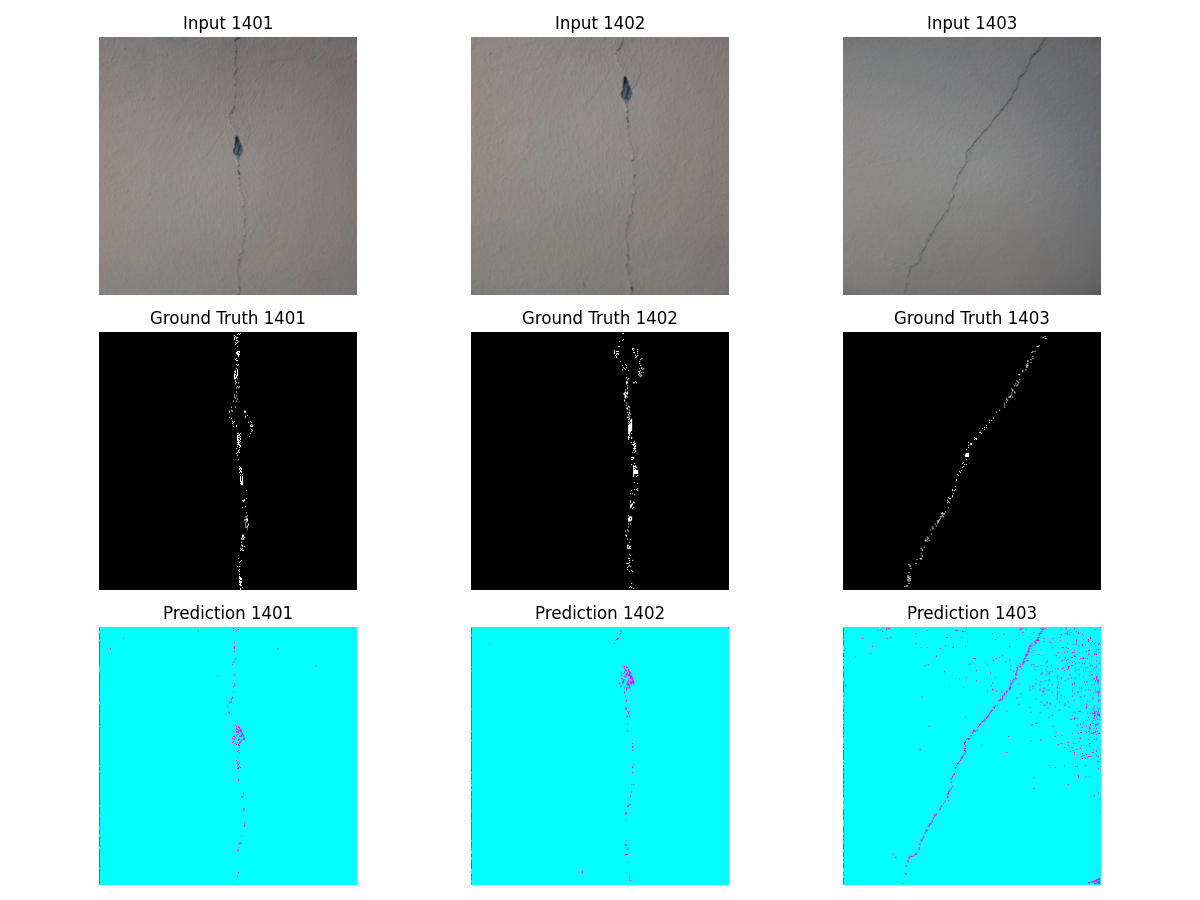 Input 1401
Input 1402
Input 1403
Ground Truth 1401
Ground Truth 1402
Ground Truth 1403
Prediction 1401
Prediction 1402
Prediction 1403